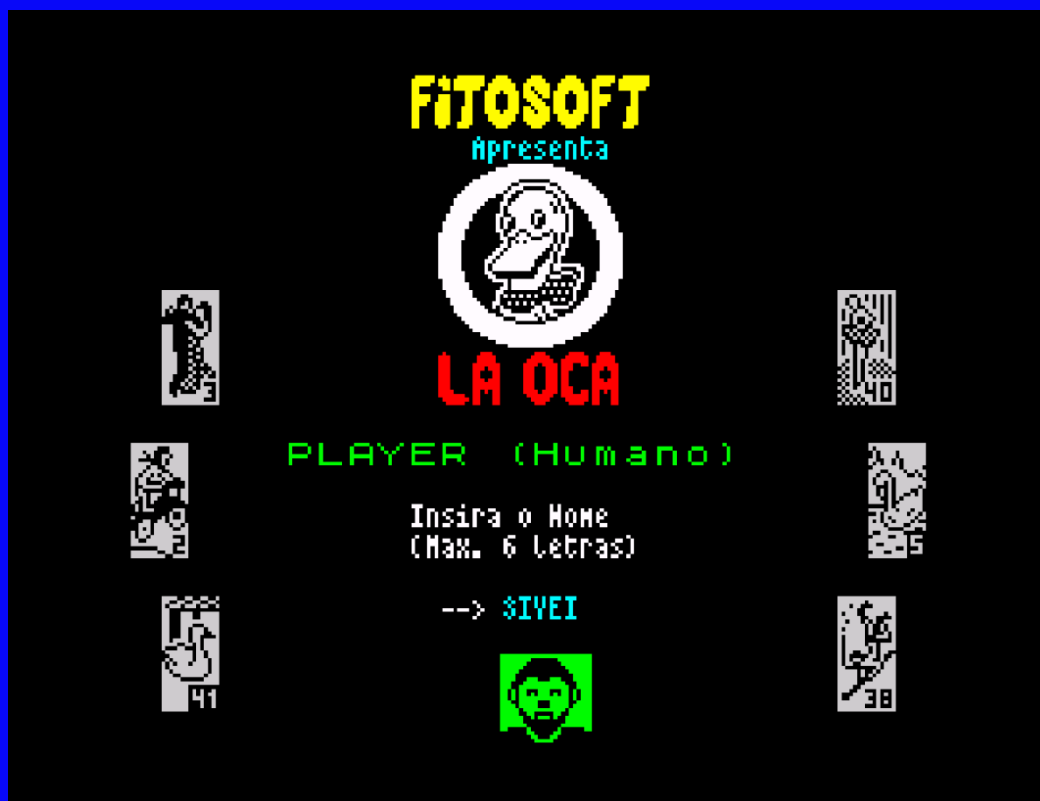 FiTOSOFT
Apresenta
LA OCA
3
40
PLAYER (Humano)
Insira o Nome
(Max. 6 letras)
2
5
--> SIVEI
41
38